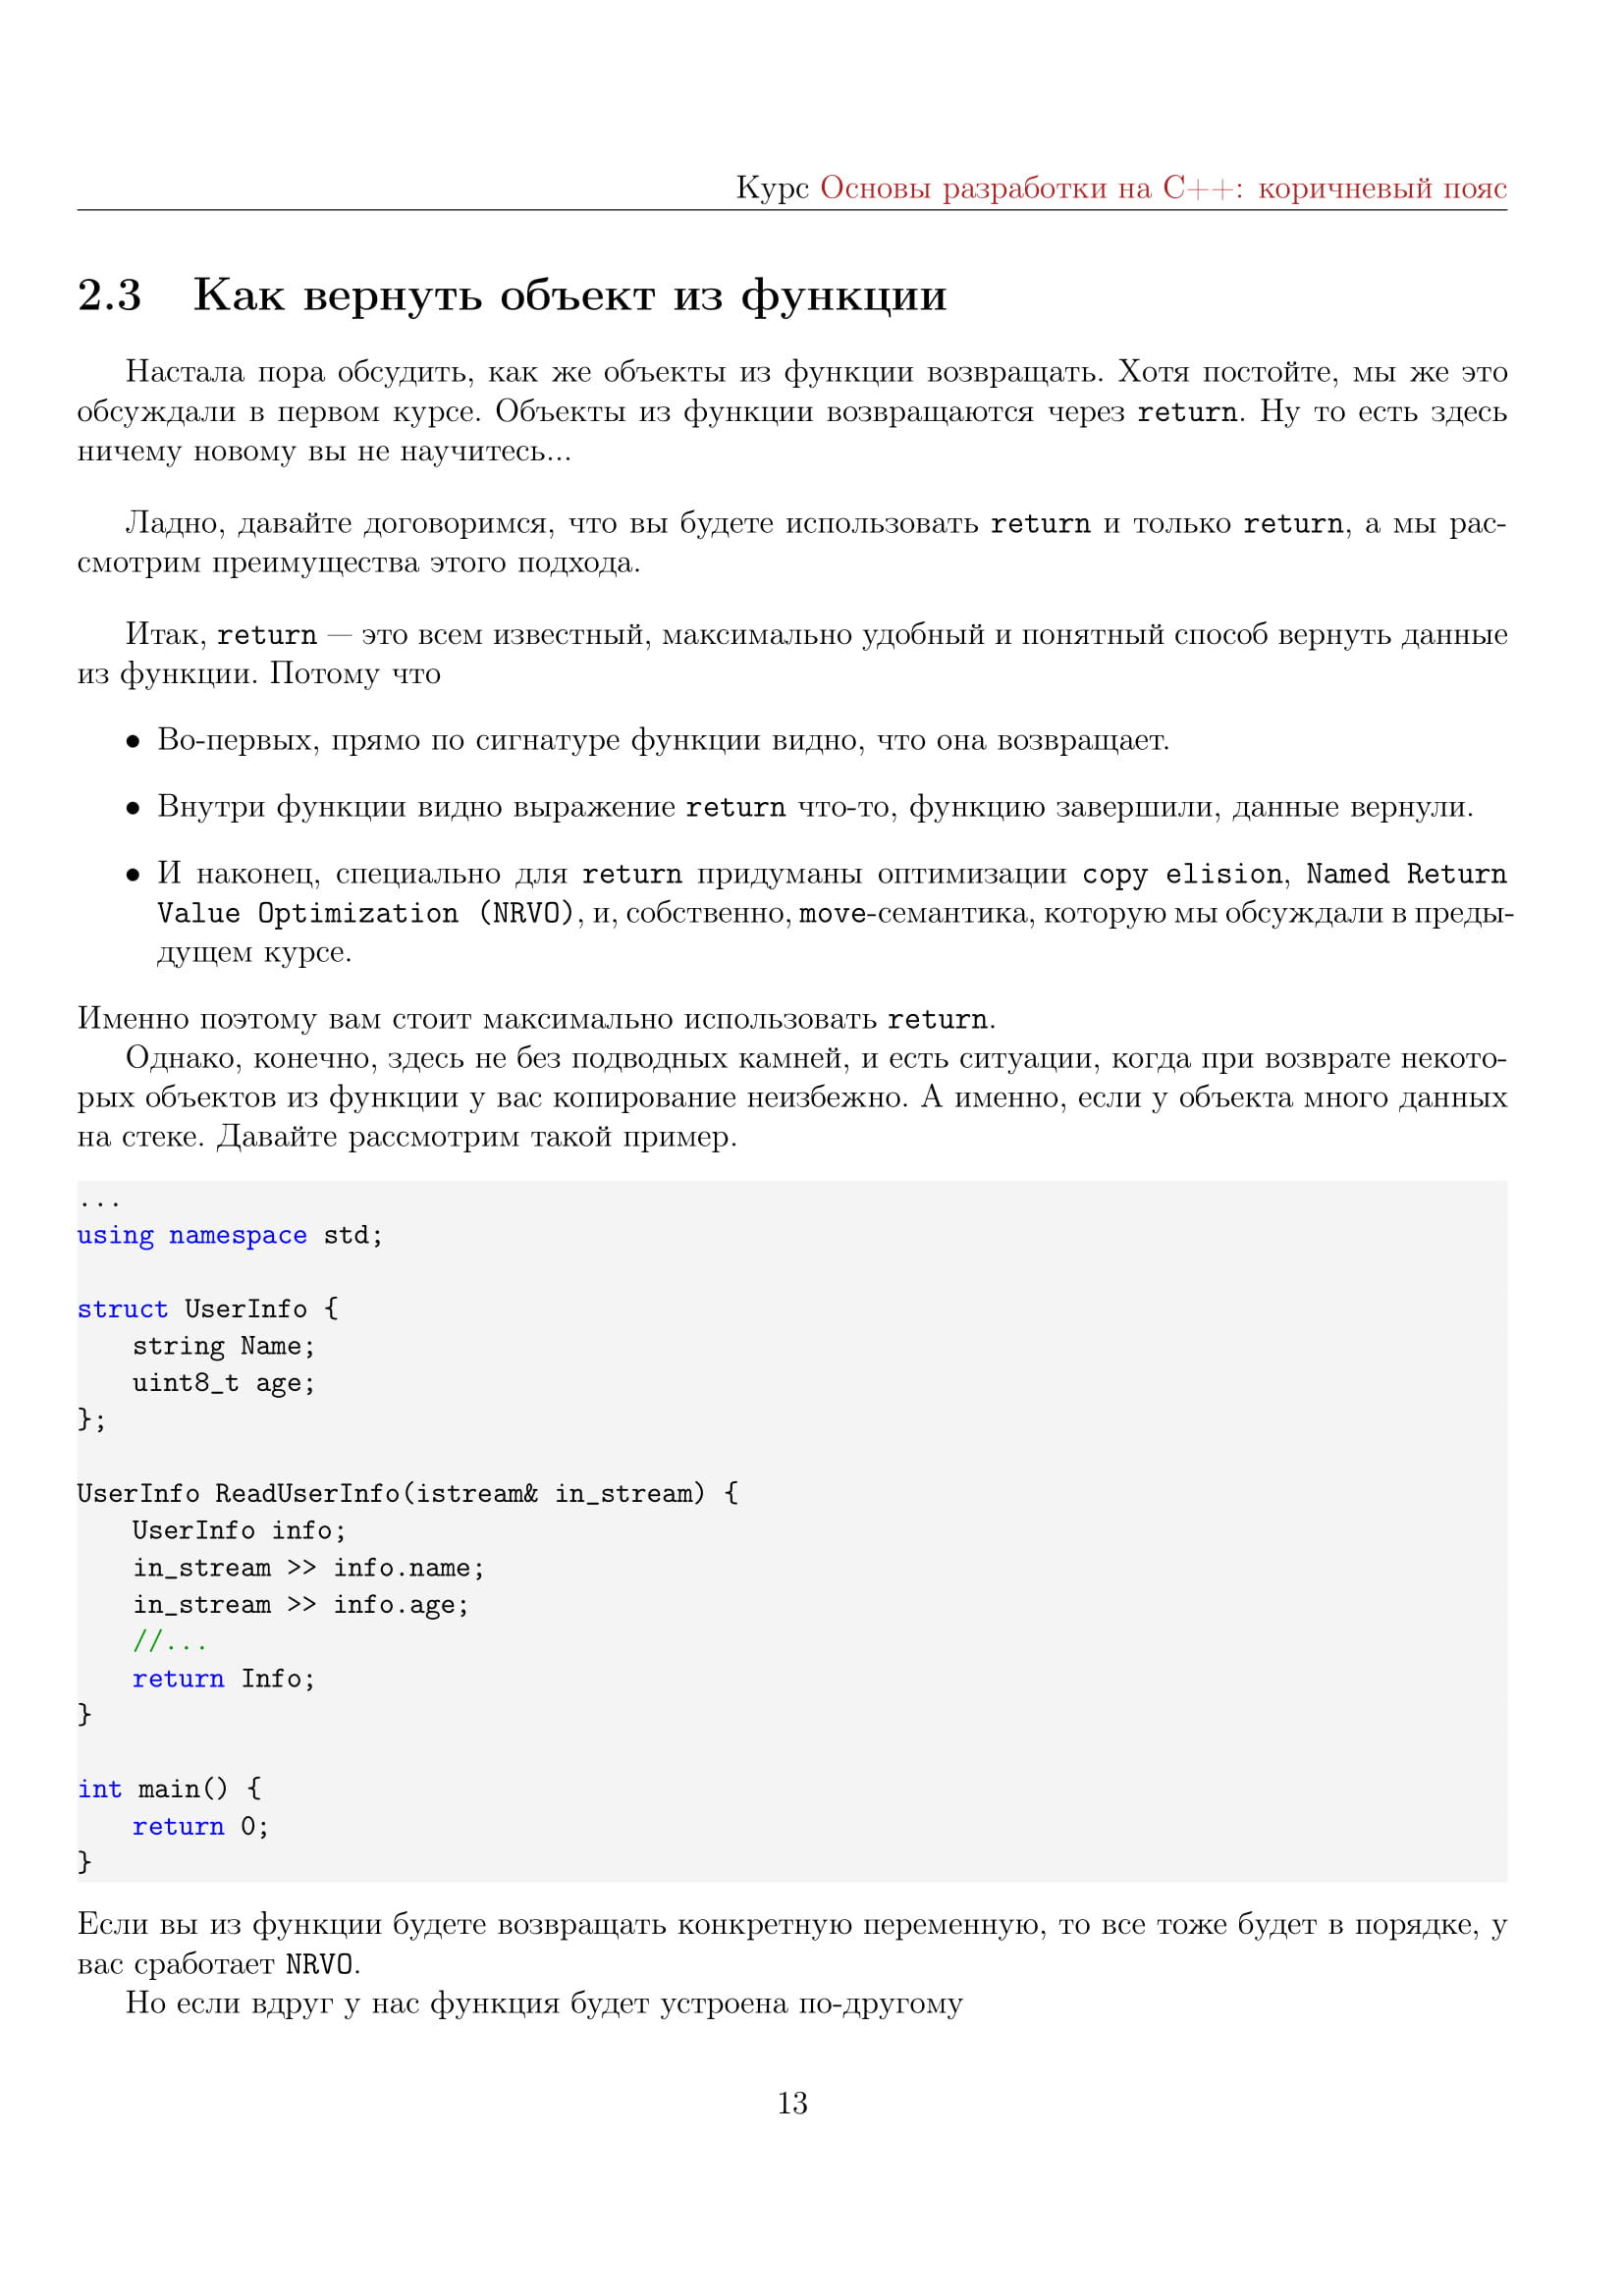 Курс Основы разработки на C++: коричневый пояс
2.3 Как вернуть объект из функции
Настала пора обсудить, как же объекты из функции возвращать. Хотя постойте, мы же это
обсуждали в первом курсе. Объекты из функции возвращаются через return. Ну то есть здесь
ничему новому вы не научитесь...
Ладно, давайте договоримся, что вы будете использовать return и только return, а мы рас-
смотрим преимущества этого подхода.
Итак, return — это всем известный, максимально удобный и понятный способ вернуть данные
из функции. Потому что
• Во-первых, прямо по сигнатуре функции видно, что она возвращает.
• Внутри функции видно выражение return что-то, функцию завершили, данные вернули.
• И наконец, специально для return придуманы оптимизации copy elision, Named Return
Value Optimization (NRVO), и, собственно, move-семантика, которую мы обсуждали в преды-
дущем курсе.
Именно поэтому вам стоит максимально использовать return.
Однако, конечно, здесь не без подводных камней, и есть ситуации, когда при возврате некото-
рых объектов из функции у вас копирование неизбежно. А именно, если у объекта много данных
на стеке. Давайте рассмотрим такой пример.
...
using namespace std;
struct UserInfo {
string Name;
uint8_t age;
};
UserInfo ReadUserInfo(istream& in_stream) {
UserInfo info;
in_stream >> info.name;
in_stream >> info.age;
//...
return Info;
}
int main() {
return 0;
}
Если вы из функции будете возвращать конкретную переменную, то все тоже будет в порядке, у
вас сработает NRVO.
Но если вдруг у нас функция будет устроена по-другому
13